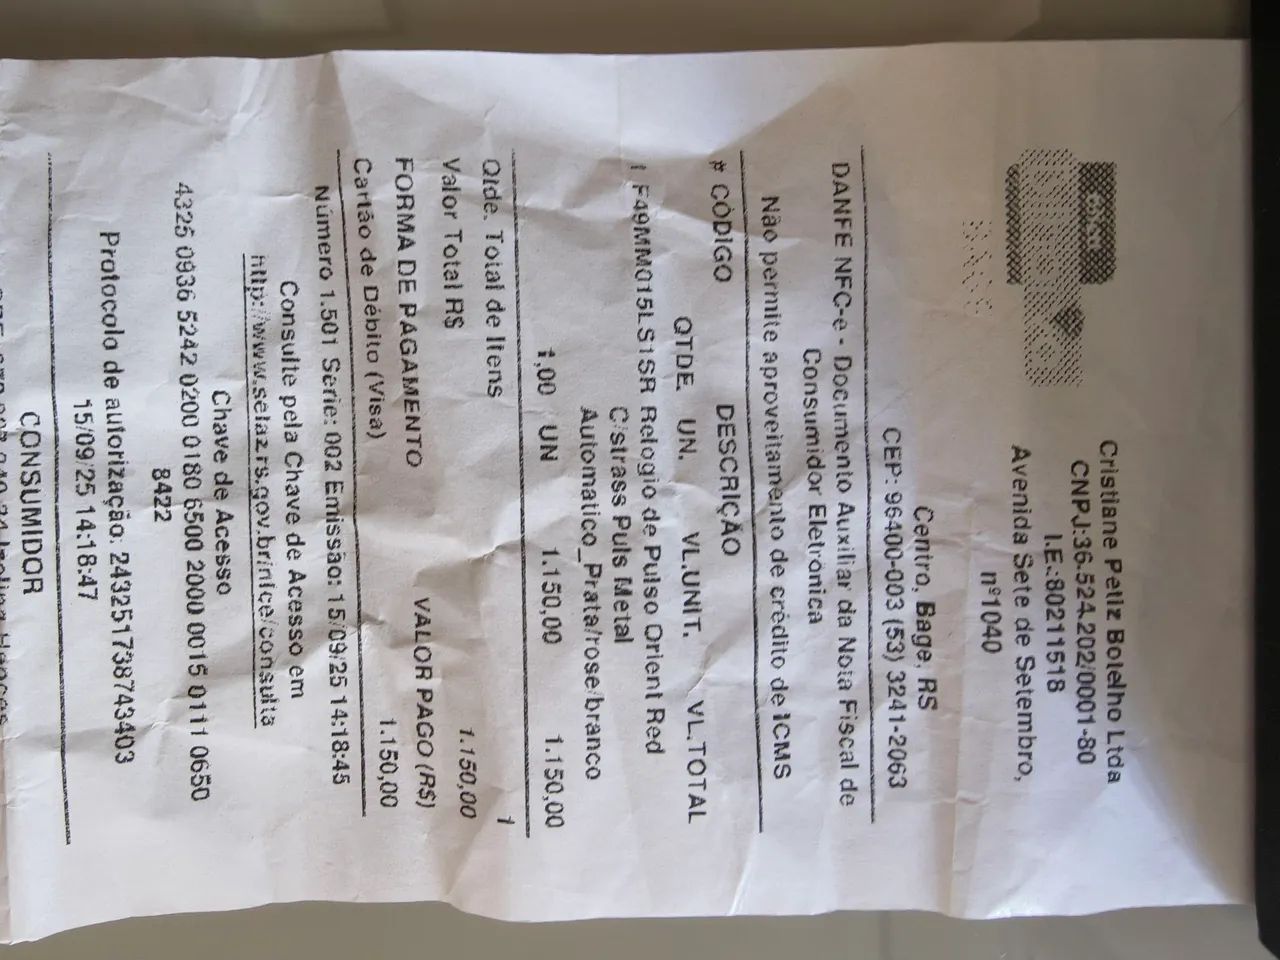 Cristiane Petiz Botelho Ltda
CNPJ:36.524.202/0001-80
I.E.:80211518
Avenida Sete de Setembro,
nº1040
Centro, Bage, RS
CEP: 96400-003 (53) 3241-2063
DANFE NFC-e - Documento Auxiliar da Nota Fiscal de
Consumidor Eletrônica
Não permite aproveitamento de crédito de ICMS
# CÓDIGO DESCRIÇÃO
QTDE. UN. VL.UNIT. VL.TOTAL
1 F49MM015LS1SR Relogio de Pulso Orient Red
C/strass Puls Metal
Automatico_Prata/rose/branco
1,00 UN 1.150,00 1.150,00
Qtde. Total de Itens 1
Valor Total R$ 1.150,00
FORMA DE PAGAMENTO VALOR PAGO (R$)
Cartão de Débito (Visa) 1.150,00
Número 1.501 Série: 002 Emissão: 15/09/25 14:18:45
Consulte pela Chave de Acesso em
http://www.sefaz.rs.gov.br/nfce/consulta
Chave de Acesso
4325 0936 5242 0200 0180 6500 2000 0015 0111 0650
8422
Protocolo de autorização: 243251738743403
15/09/25 14:18:47
CONSUMIDOR